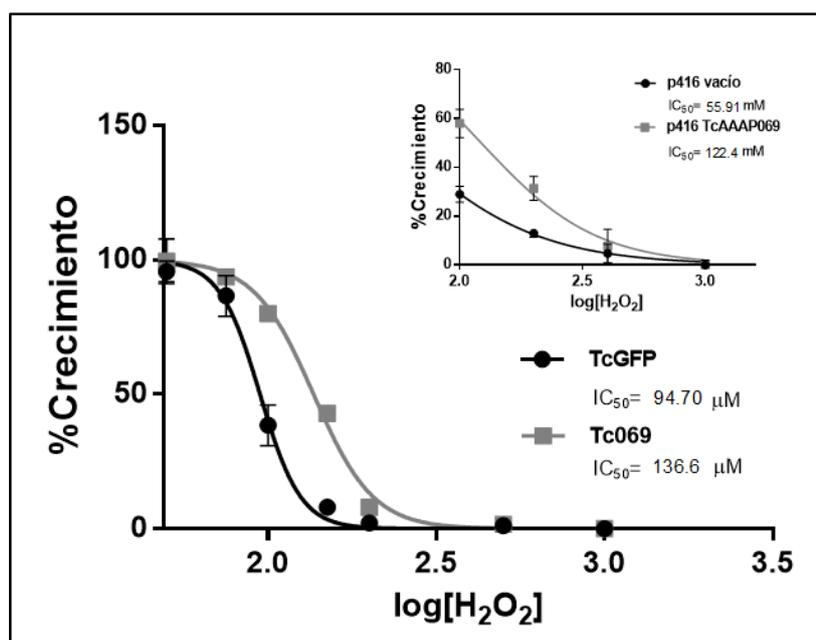 80
60
40
20
0
%Crecimiento
2.0
2.5
3.0
log[H₂O₂]
p416 vacío
IC₅₀= 55.91 mM
p416 TcAAAP069
IC₅₀= 122.4 mM
150
100
50
0
%Crecimiento
2.0
2.5
3.0
3.5
log[H₂O₂]
TcGFP
IC₅₀= 94.70 μM
Tc069
IC₅₀= 136.6 μM